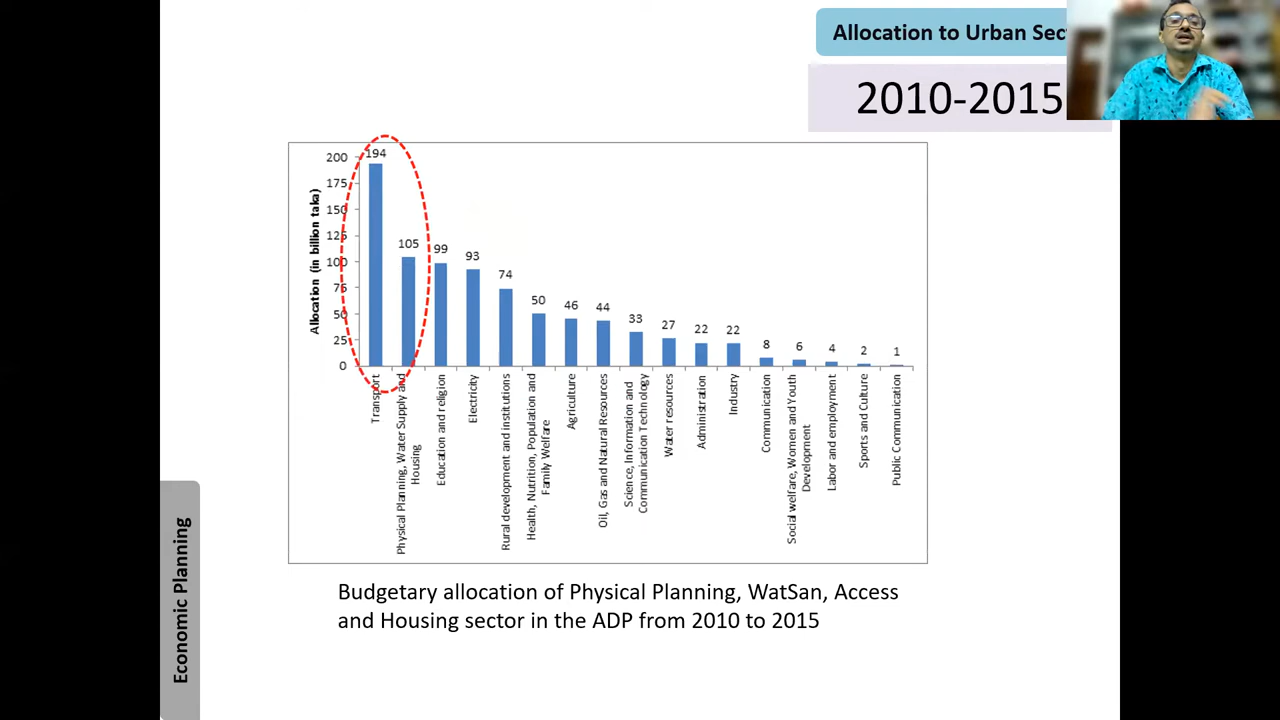 Allocation to Urban Sec
2010-2015
Allocation (in billion taka)
200
175
150
125
100
75
50
25
0
194
105
99
93
74
50
46
44
33
27
22
22
8
6
4
2
1
Transport
Physical Planning, Water Supply and
Housing
Education and religion
Electricity
Rural development and institutions
Health, Nutrition, Population and
Family Welfare
Agriculture
Oil, Gas and Natural Resources
Science, Information and
Communication Technology
Water resources
Administration
Industry
Communication
Social welfare, Women and Youth
Development
Labor and employment
Sports and Culture
Public Communication
Economic Planning
Budgetary allocation of Physical Planning, WatSan, Access
and Housing sector in the ADP from 2010 to 2015